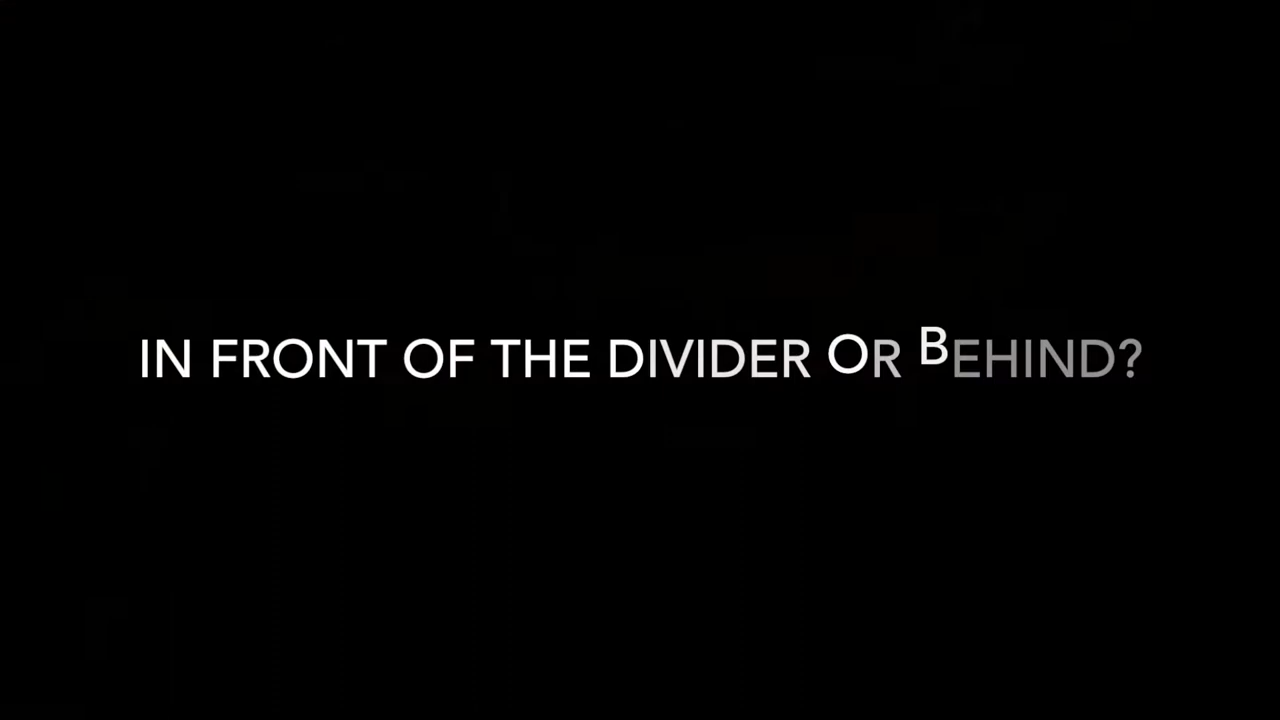 IN FRONT OF THE DIVIDER OR BEHIND?